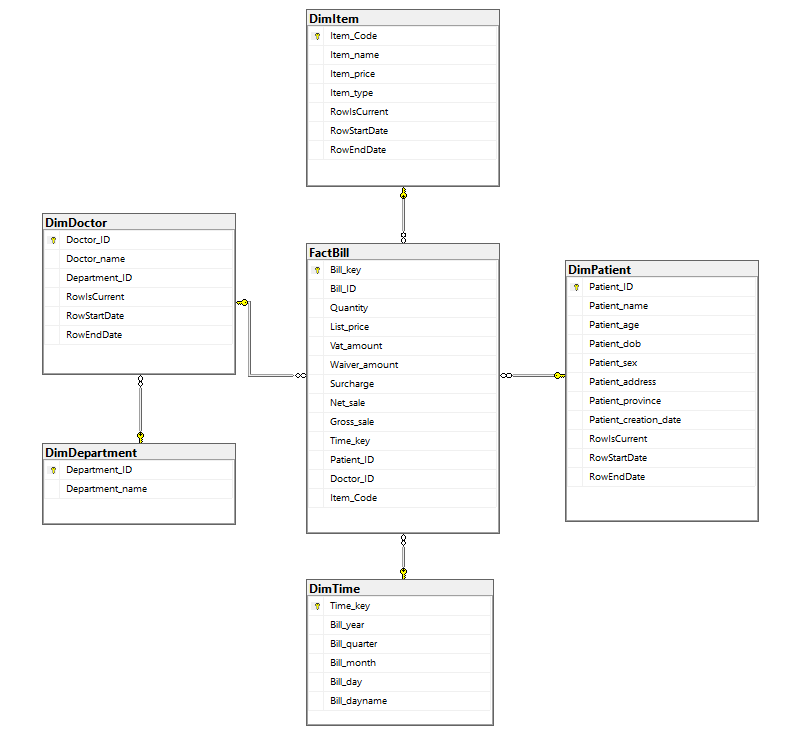 DimItem
Item_Code
Item_name
Item_price
Item_type
RowIsCurrent
RowStartDate
RowEndDate
DimDoctor
Doctor_ID
Doctor_name
Department_ID
RowIsCurrent
RowStartDate
RowEndDate
FactBill
Bill_key
Bill_ID
Quantity
List_price
Vat_amount
Waiver_amount
Surcharge
Net_sale
Gross_sale
Time_key
Patient_ID
Doctor_ID
Item_Code
DimPatient
Patient_ID
Patient_name
Patient_age
Patient_dob
Patient_sex
Patient_address
Patient_province
Patient_creation_date
RowIsCurrent
RowStartDate
RowEndDate
DimDepartment
Department_ID
Department_name
DimTime
Time_key
Bill_year
Bill_quarter
Bill_month
Bill_day
Bill_dayname